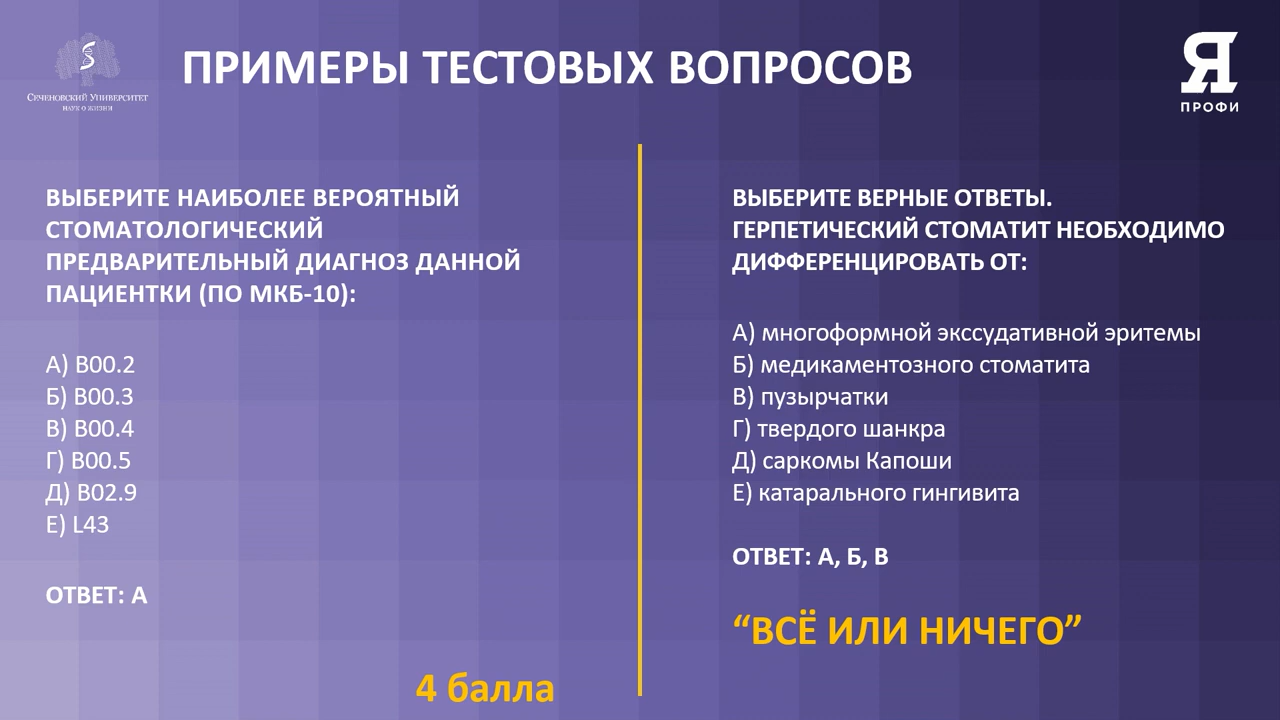 СЕЧЕНОВСКИЙ УНИВЕРСИТЕТ
НАУК О ЖИЗНИ
ПРИМЕРЫ ТЕСТОВЫХ ВОПРОСОВ
Я
ПРОФИ
ВЫБЕРИТЕ НАИБОЛЕЕ ВЕРОЯТНЫЙ
СТОМАТОЛОГИЧЕСКИЙ
ПРЕДВАРИТЕЛЬНЫЙ ДИАГНОЗ ДАННОЙ
ПАЦИЕНТКИ (ПО МКБ-10):
А) B00.2
Б) B00.3
В) B00.4
Г) B00.5
Д) B02.9
Е) L43
ОТВЕТ: А
4 балла
ВЫБЕРИТЕ ВЕРНЫЕ ОТВЕТЫ.
ГЕРПЕТИЧЕСКИЙ СТОМАТИТ НЕОБХОДИМО
ДИФФЕРЕНЦИРОВАТЬ ОТ:
А) многоформной экссудативной эритемы
Б) медикаментозного стоматита
В) пузырчатки
Г) твердого шанкра
Д) саркомы Капоши
Е) катарального гингивита
ОТВЕТ: А, Б, В
“ВСЁ ИЛИ НИЧЕГО”